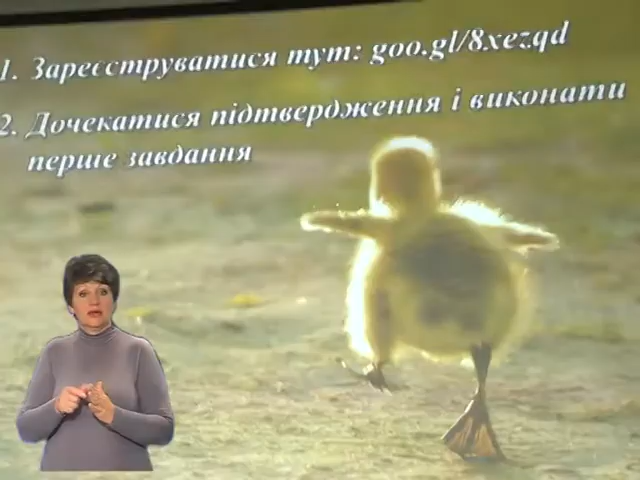 1. Зареєструватися тут: goo.gl/8xezqd
2. Дочекатися підтвердження і виконати
перше завдання